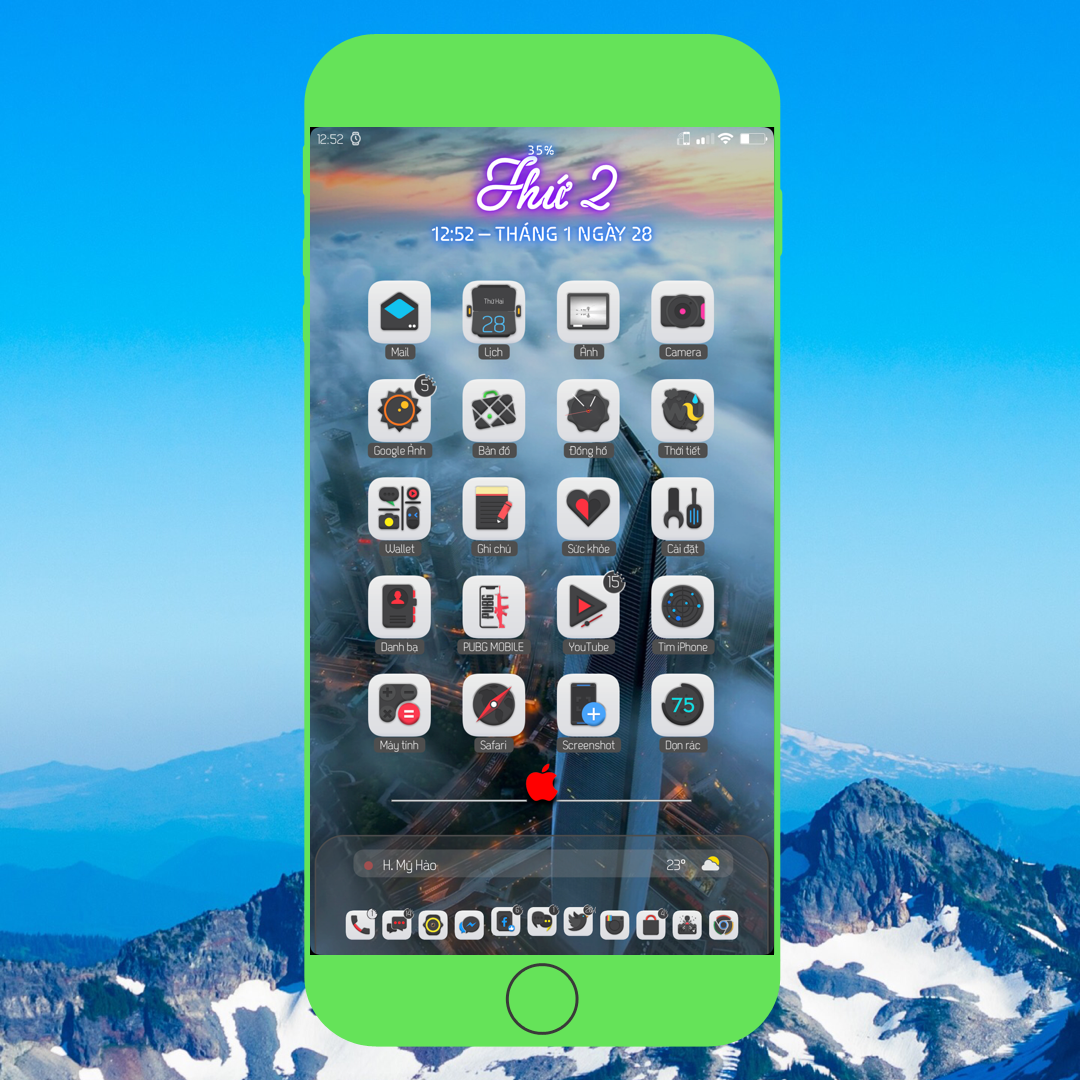 12:52
35%
Thứ 2
12:52 – THÁNG 1 NGÀY 28
Thứ Hai
28
Mail
Lịch
Ảnh
Camera
5
Google Ảnh
Bản đồ
Đồng hồ
Thời tiết
Wallet
Ghi chú
Sức khỏe
Cài đặt
PUBG
15
Danh bạ
PUBG MOBILE
YouTube
Tìm iPhone
75
Máy tính
Safari
Screenshot
Dọn rác
H. Mỹ Hào
23°